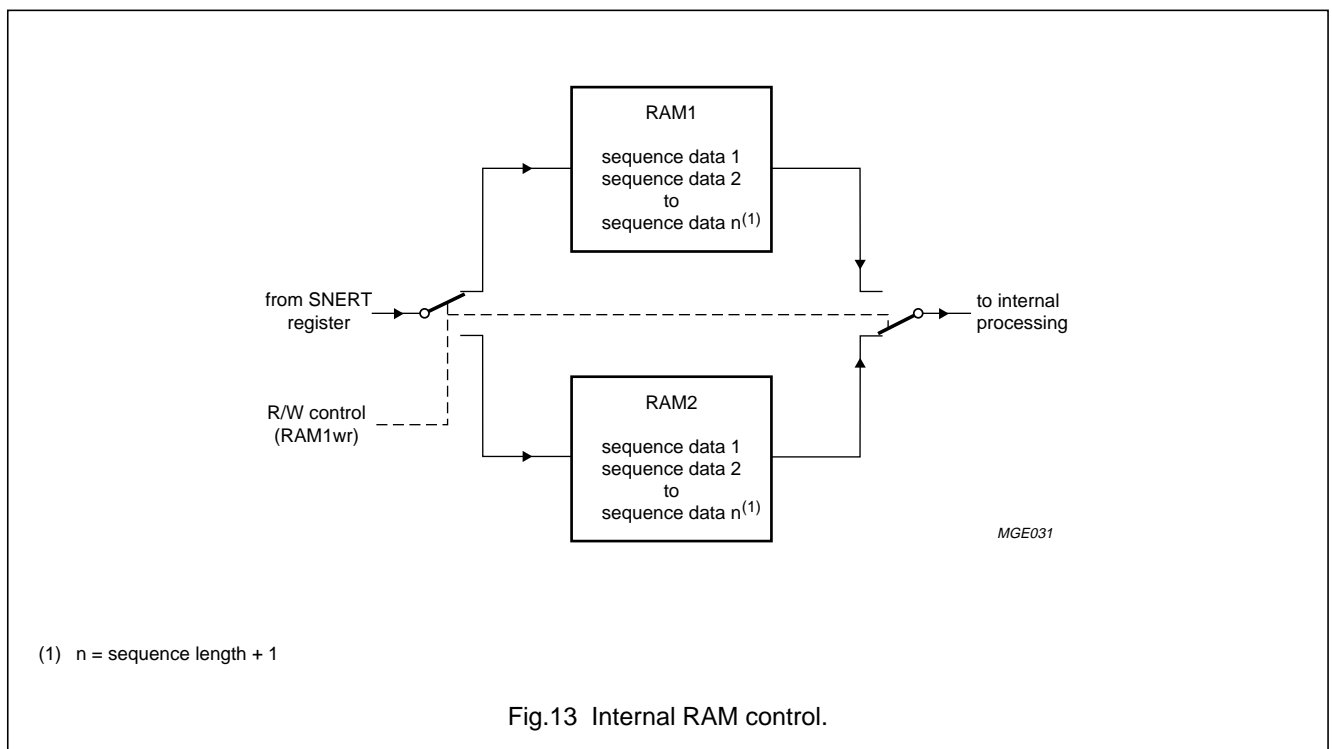 RAM1
sequence data 1
sequence data 2
to
sequence data n(1)
from SNERT
register
to internal
processing
R/W control
(RAM1wr)
RAM2
sequence data 1
sequence data 2
to
sequence data n(1)
MGE031
(1) n = sequence length + 1
Fig.13 Internal RAM control.